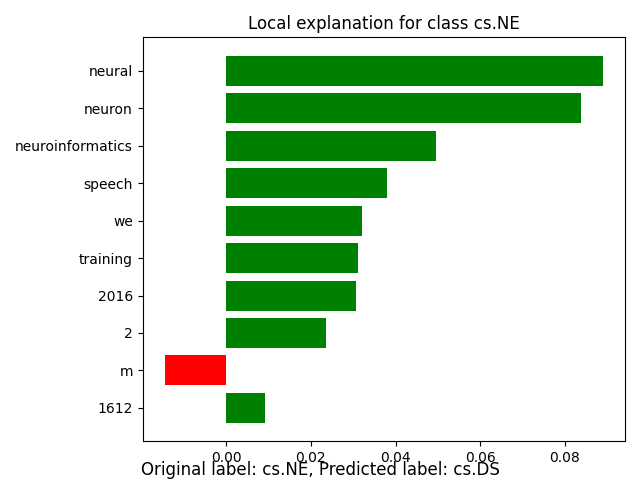 Local explanation for class cs.NE
neural
neuron
neuroinformatics
speech
we
training
2016
2
m
1612
0.00 0.02 0.04 0.06 0.08
Original label: cs.NE, Predicted label: cs.DS